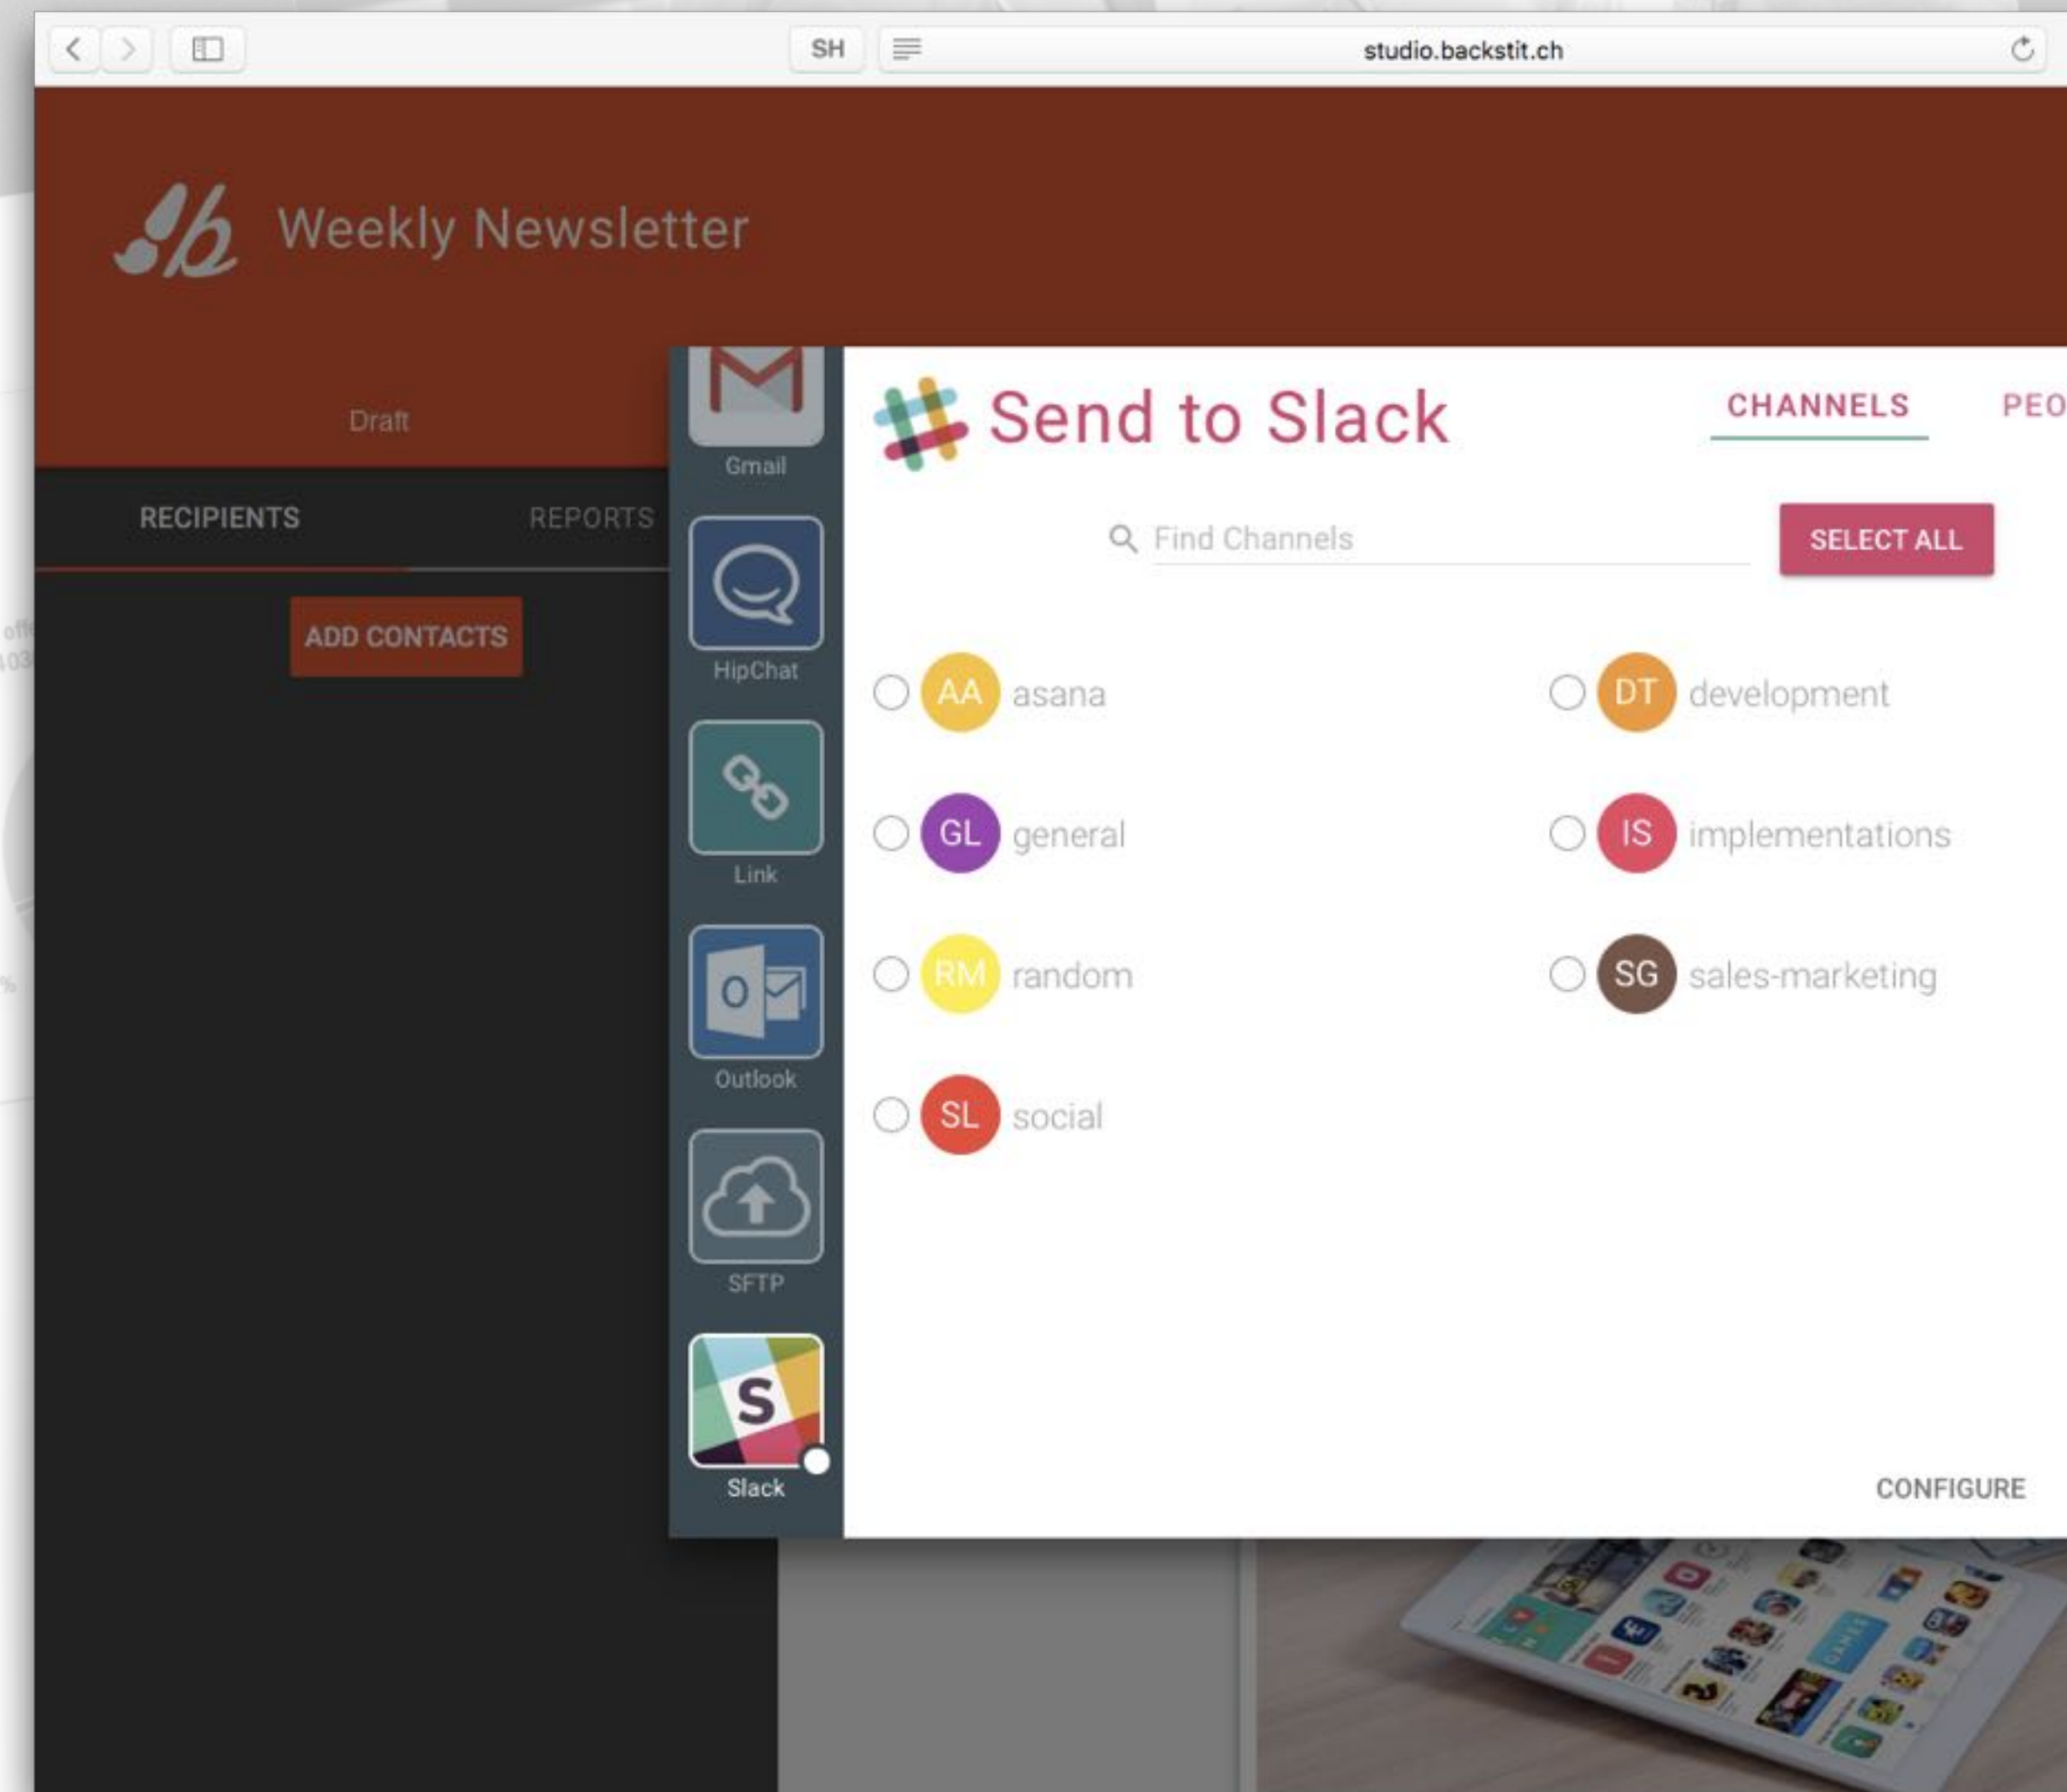 SH
studio.backstit.ch
Weekly Newsletter
Draft
RECIPIENTS REPORTS
ADD CONTACTS
Gmail
HipChat
Link
Outlook
SFTP
S
Slack
Send to Slack
CHANNELS PEO
Find Channels
SELECT ALL
AA asana
DT development
GL general
IS implementations
RM random
SG sales-marketing
SL social
CONFIGURE
GAMES